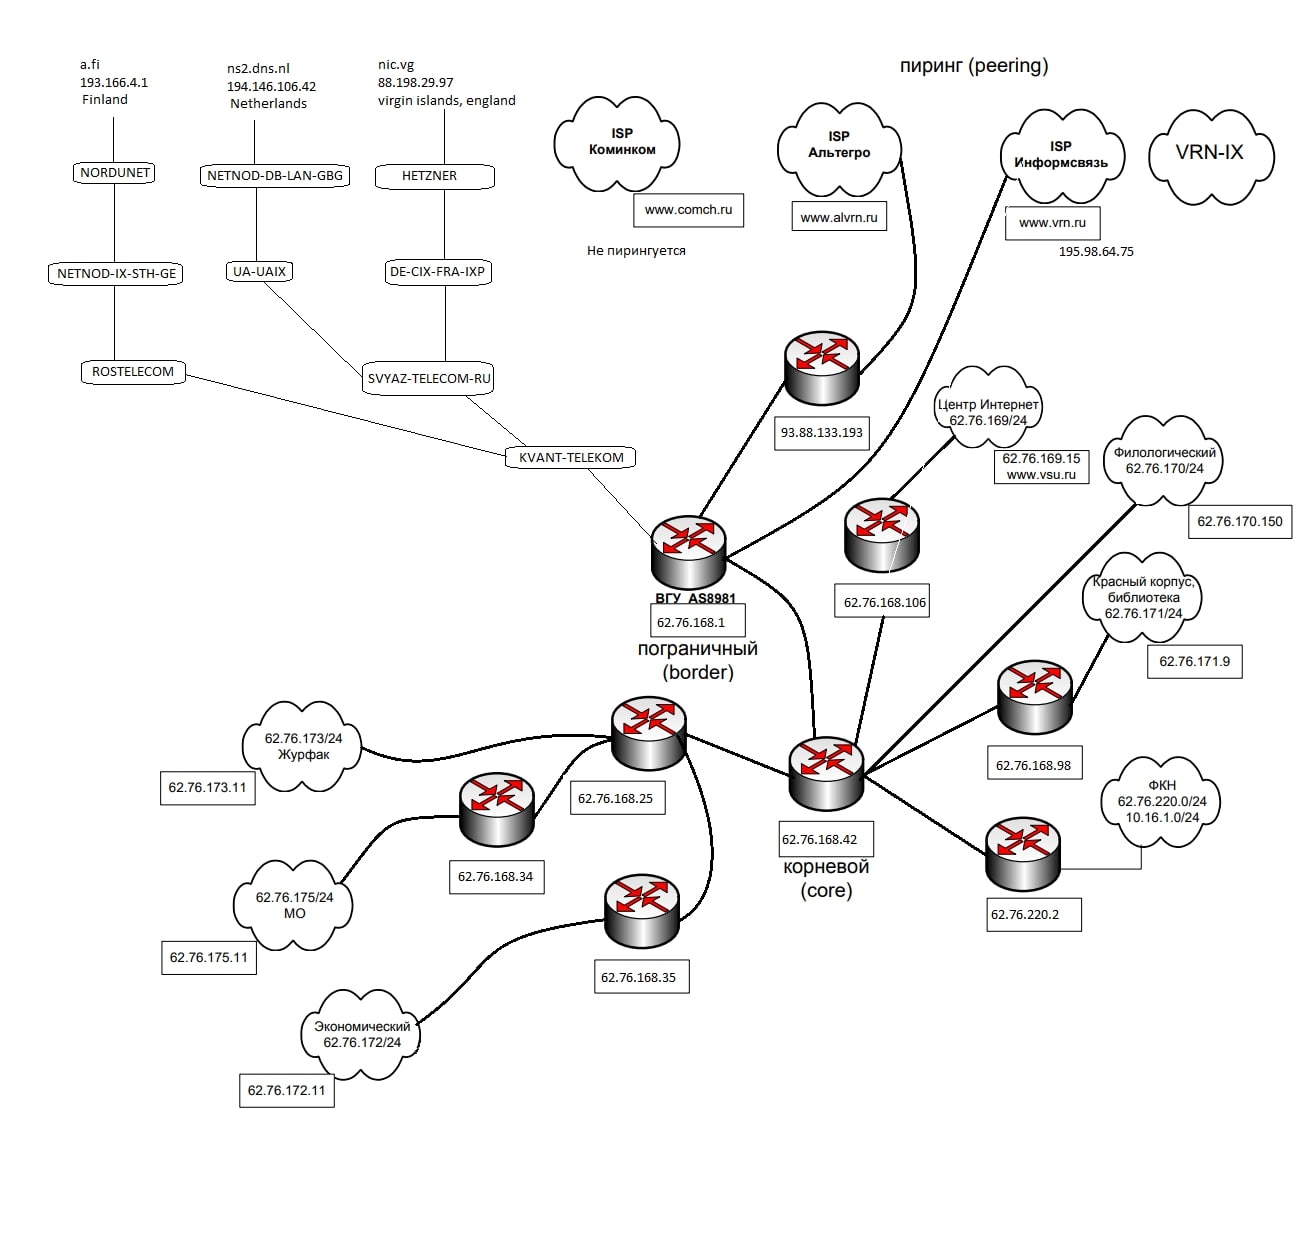 a.fi
193.166.4.1
Finland
ns2.dns.nl
194.146.106.42
Netherlands
nic.vg
88.198.29.97
virgin islands, england
пиринг (peering)
ISP
Коминком
ISP
Альтегро
ISP
Информсвязь
VRN-IX
NORDUNET
NETNOD-DB-LAN-GBG
HETZNER
www.comch.ru
www.alvrn.ru
www.vrn.ru
Не пирингуется
195.98.64.75
NETNOD-IX-STH-GE
UA-UAIX
DE-CIX-FRA-IXP
ROSTELECOM
SVYAZ-TELECOM-RU
93.88.133.193
Центр Интернет
62.76.169/24
KVANT-TELEKOM
62.76.169.15
www.vsu.ru
Филологический
62.76.170/24
62.76.170.150
ВГУ AS8981
62.76.168.1
пограничный
(border)
62.76.168.106
Красный корпус,
библиотека
62.76.171/24
62.76.171.9
62.76.173/24
Журфак
62.76.173.11
62.76.168.25
62.76.168.98
62.76.168.34
62.76.168.42
корневой
(core)
ФКН
62.76.220.0/24
10.16.1.0/24
62.76.220.2
62.76.175/24
МО
62.76.175.11
62.76.168.35
Экономический
62.76.172/24
62.76.172.11